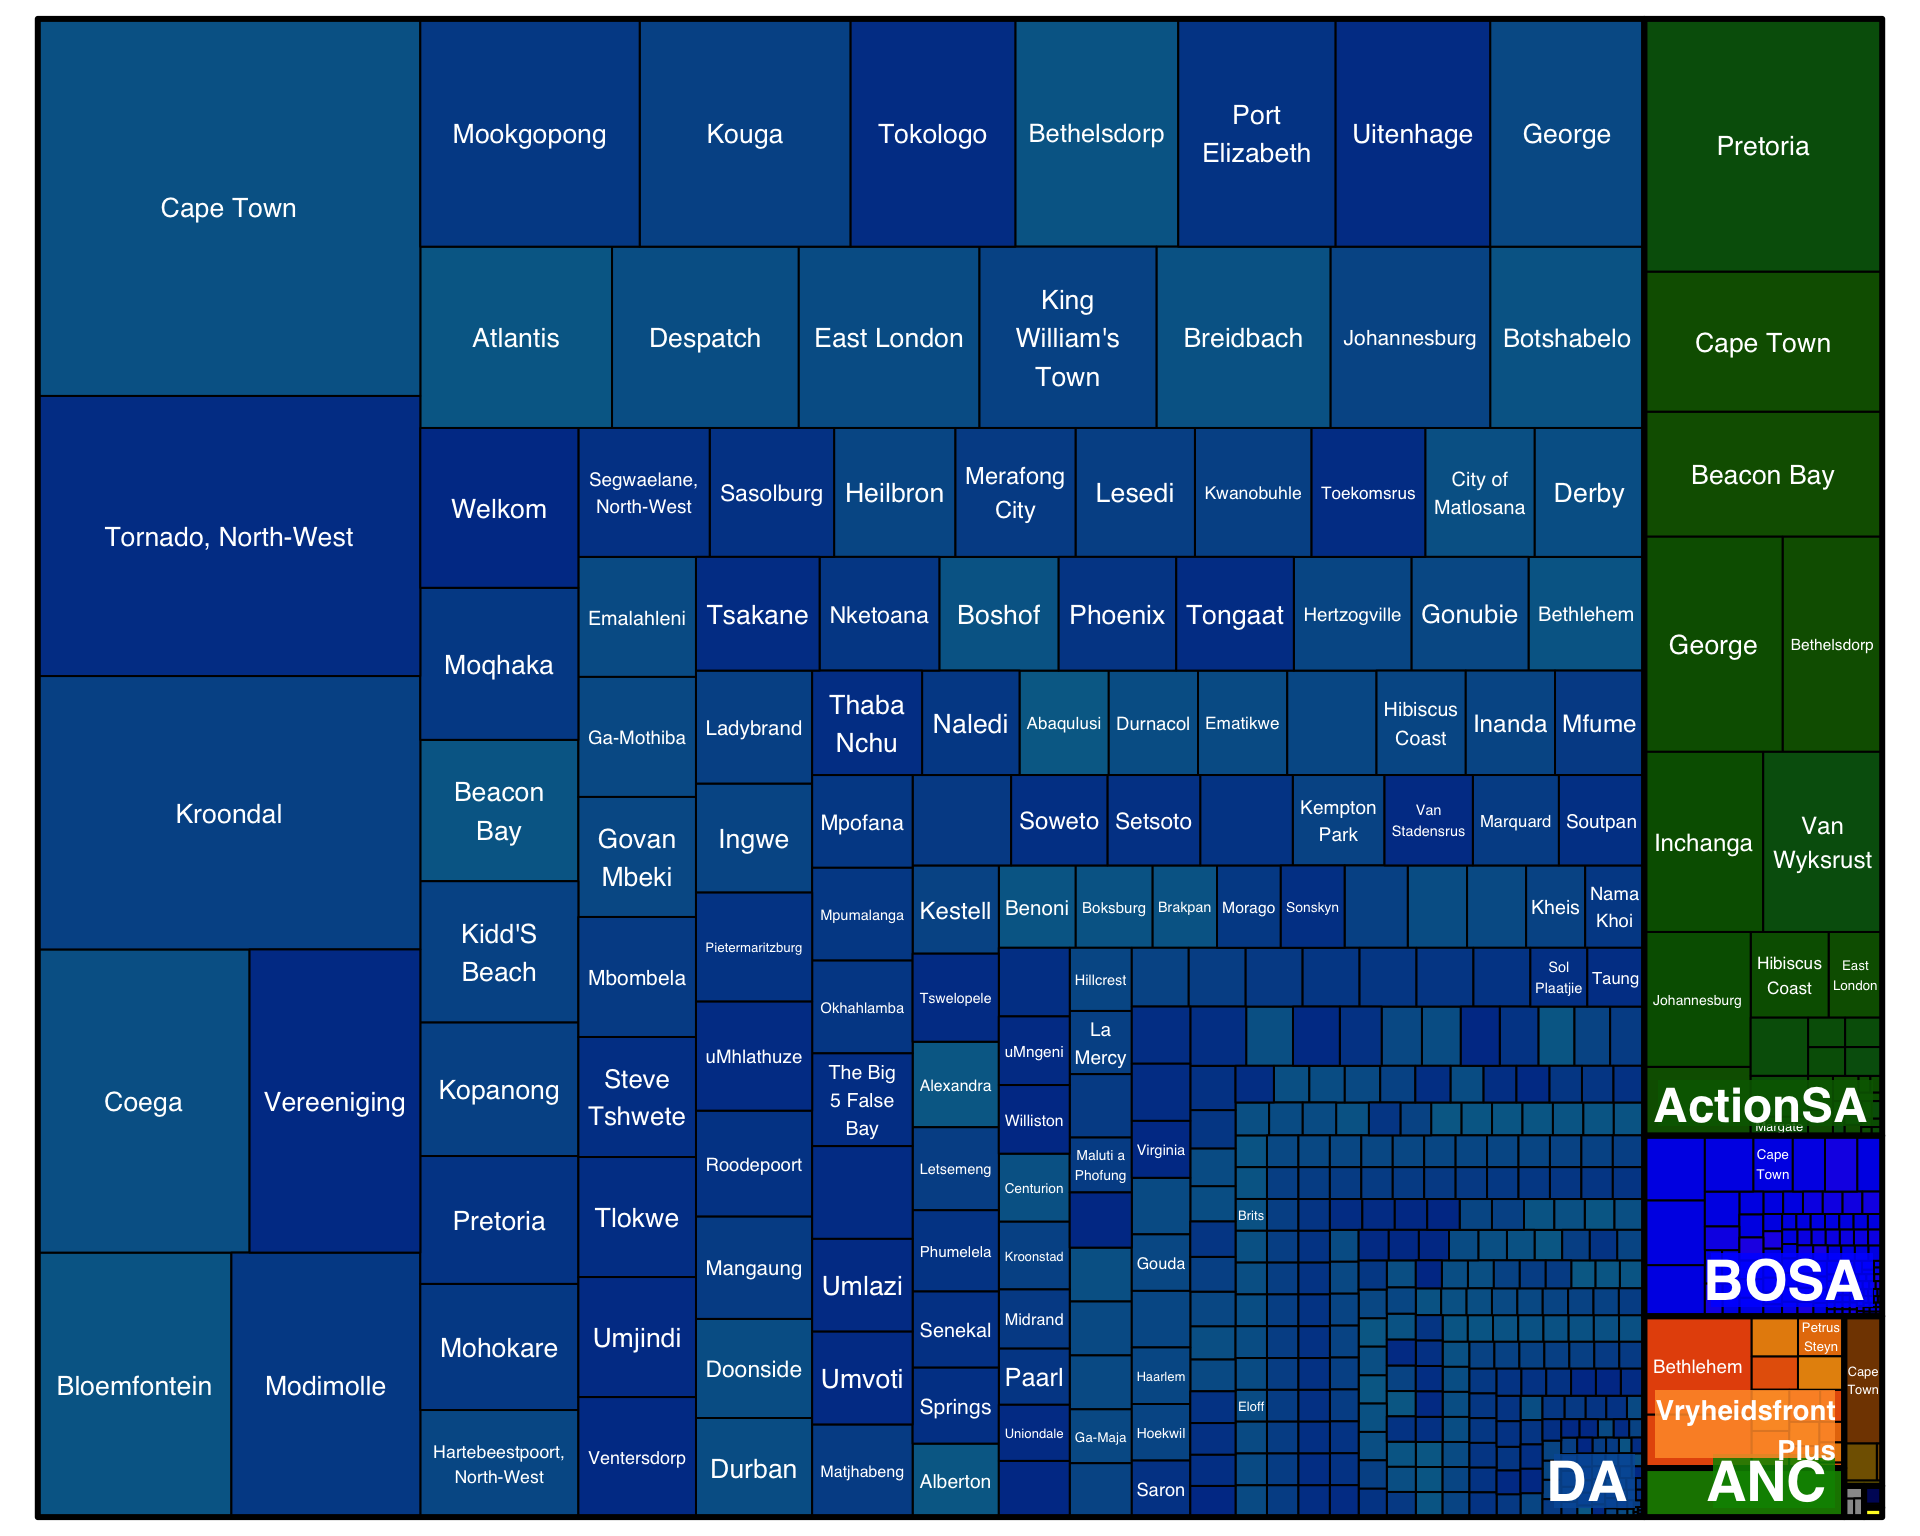 Cape Town
Tornado, North-West
Kroondal
Coega
Vereeniging
Bloemfontein
Modimolle
Mookgopong
Kouga
Tokologo
Bethelsdorp
Port
Elizabeth
Uitenhage
George
Atlantis
Despatch
East London
King
William's
Town
Breidbach
Johannesburg
Botshabelo
Welkom
Moqhaka
Beacon
Bay
Kidd'S
Beach
Kopanong
Pretoria
Mohokare
Hartebeestpoort,
North-West
Segwaelane,
North-West
Sasolburg
Heilbron
Merafong
City
Lesedi
Kwanobuhle
Toekomsrus
City of
Matlosana
Derby
Emalahleni
Ga-Mothiba
Govan
Mbeki
Mbombela
Steve
Tshwete
Tlokwe
Umjindi
Ventersdorp
Tsakane
Nketoana
Boshof
Phoenix
Tongaat
Hertzogville
Gonubie
Bethlehem
Ladybrand
Ingwe
Pietermaritzburg
uMhlathuze
Roodepoort
Mangaung
Doonside
Durban
Thaba
Nchu
Naledi
Abaqulusi
Durnacol
Ematikwe
Hibiscus
Coast
Inanda
Mfume
Mpofana
Mpumalanga
Okhahlamba
The Big
5 False
Bay
Umlazi
Umvoti
Matjhabeng
Soweto
Setsoto
Kempton
Park
Van
Stadensrus
Marquard
Soutpan
Kestell
Tswelopele
Alexandra
Letsemeng
Phumelela
Senekal
Springs
Alberton
Benoni
Boksburg
Brakpan
Morago
Sonskyn
Kheis
Nama
Khoi
uMngeni
Williston
Centurion
Kroonstad
Midrand
Paarl
Uniondale
Hillcrest
La
Mercy
Maluti a
Phofung
Ga-Maja
Sol
Plaatjie
Taung
Virginia
Gouda
Haarlem
Hoekwil
Saron
Brits
Eloff
DA
Pretoria
Cape Town
Beacon Bay
George
Bethelsdorp
Inchanga
Van
Wyksrust
Johannesburg
Hibiscus
Coast
East
London
ActionSA
Margate
Cape
Town
BOSA
Bethlehem
Petrus
Steyn
Vryheidsfront
Plus
Cape
Town
ANC